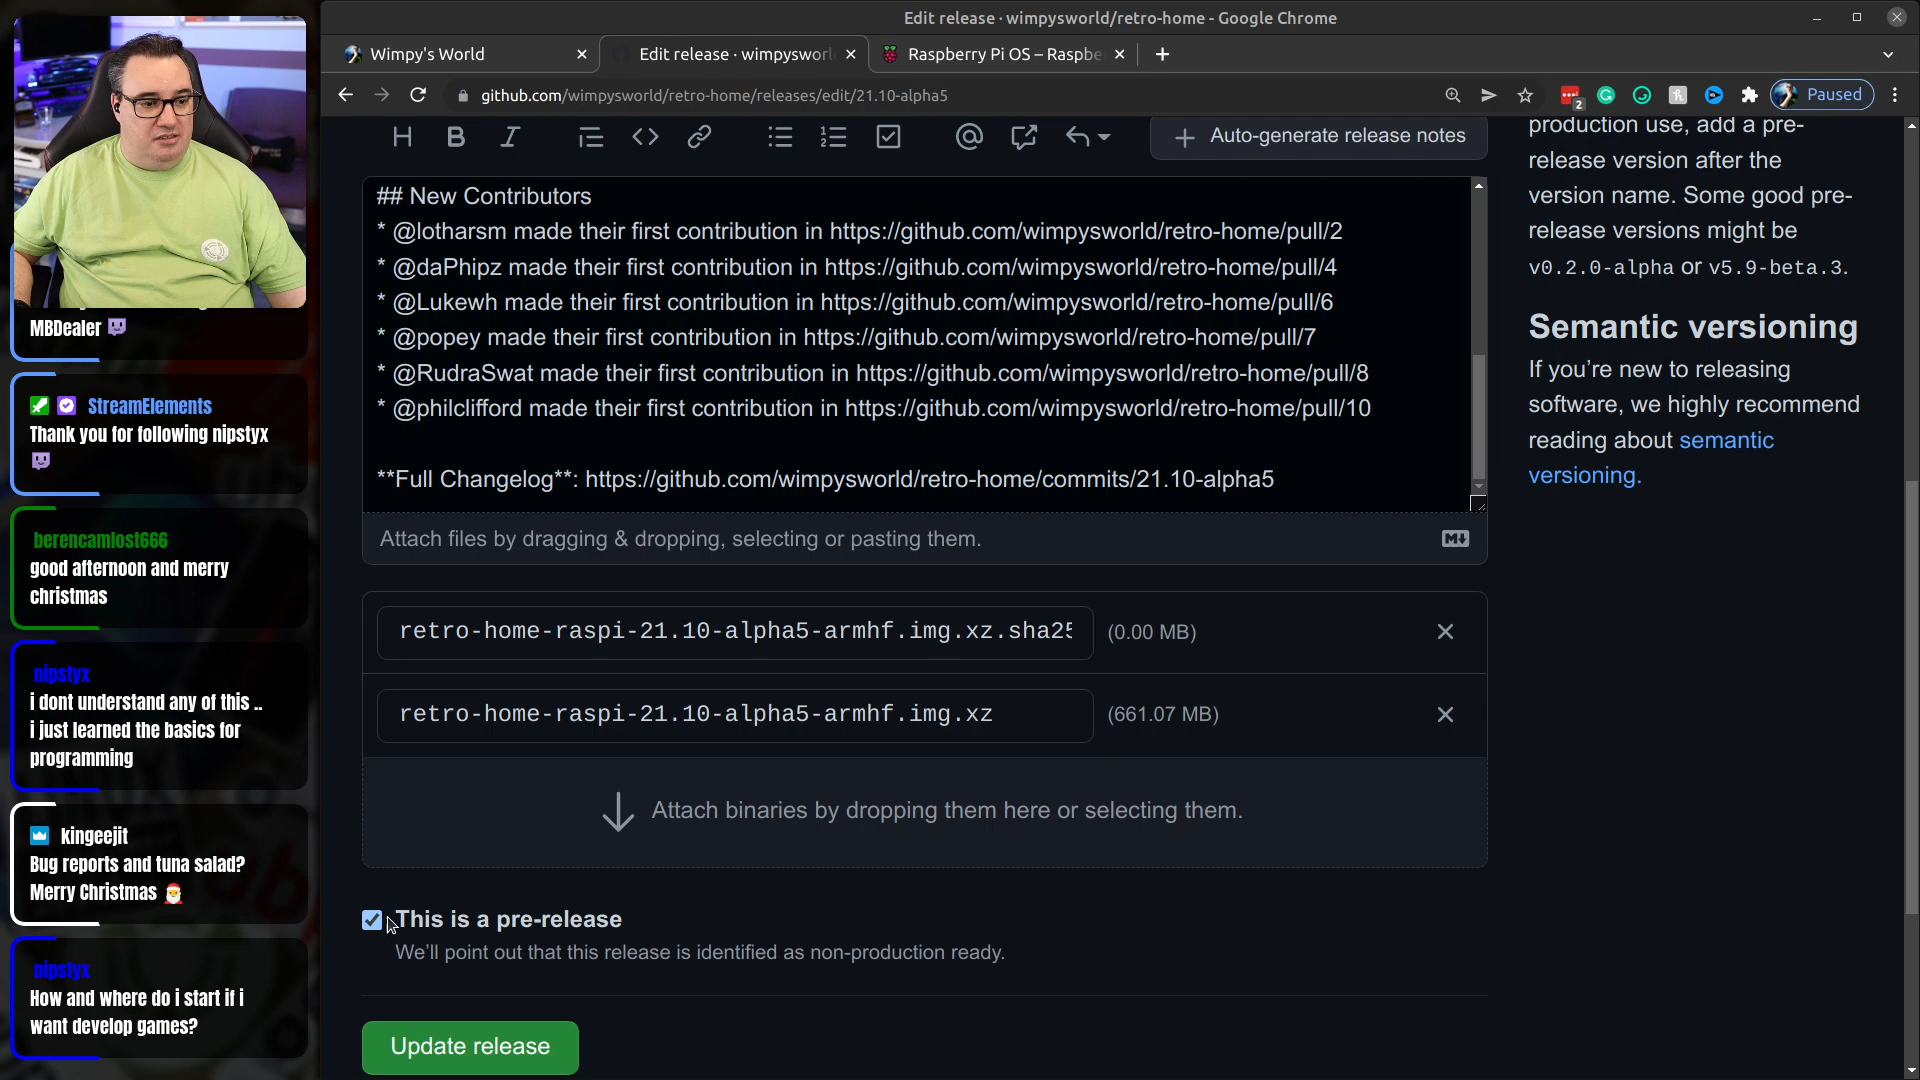 Edit release · wimpysworld/retro-home - Google Chrome
Wimpy's World
Edit release · wimpysworl
Raspberry Pi OS – Raspbe
github.com/wimpysworld/retro-home/releases/edit/21.10-alpha5
2
Paused
Auto-generate release notes
## New Contributors
* @lotharsm made their first contribution in https://github.com/wimpysworld/retro-home/pull/2
* @daPhipz made their first contribution in https://github.com/wimpysworld/retro-home/pull/4
* @Lukewh made their first contribution in https://github.com/wimpysworld/retro-home/pull/6
* @popey made their first contribution in https://github.com/wimpysworld/retro-home/pull/7
* @RudraSwat made their first contribution in https://github.com/wimpysworld/retro-home/pull/8
* @philclifford made their first contribution in https://github.com/wimpysworld/retro-home/pull/10
**Full Changelog**: https://github.com/wimpysworld/retro-home/commits/21.10-alpha5
Attach files by dragging & dropping, selecting or pasting them.
retro-home-raspi-21.10-alpha5-armhf.img.xz.sha25
(0.00 MB)
retro-home-raspi-21.10-alpha5-armhf.img.xz
(661.07 MB)
Attach binaries by dropping them here or selecting them.
This is a pre-release
We'll point out that this release is identified as non-production ready.
Update release
production use, add a pre-
release version after the
version name. Some good pre-
release versions might be
v0.2.0-alpha or v5.9-beta.3.
Semantic versioning
If you're new to releasing
software, we highly recommend
reading about semantic
versioning.
MBDealer
StreamElements
Thank you for following nipstyx
berencamlost666
good afternoon and merry
christmas
nipstyx
i dont understand any of this ..
i just learned the basics for
programming
kingeejit
Bug reports and tuna salad?
Merry Christmas 🎅
nipstyx
How and where do i start if i
want develop games?